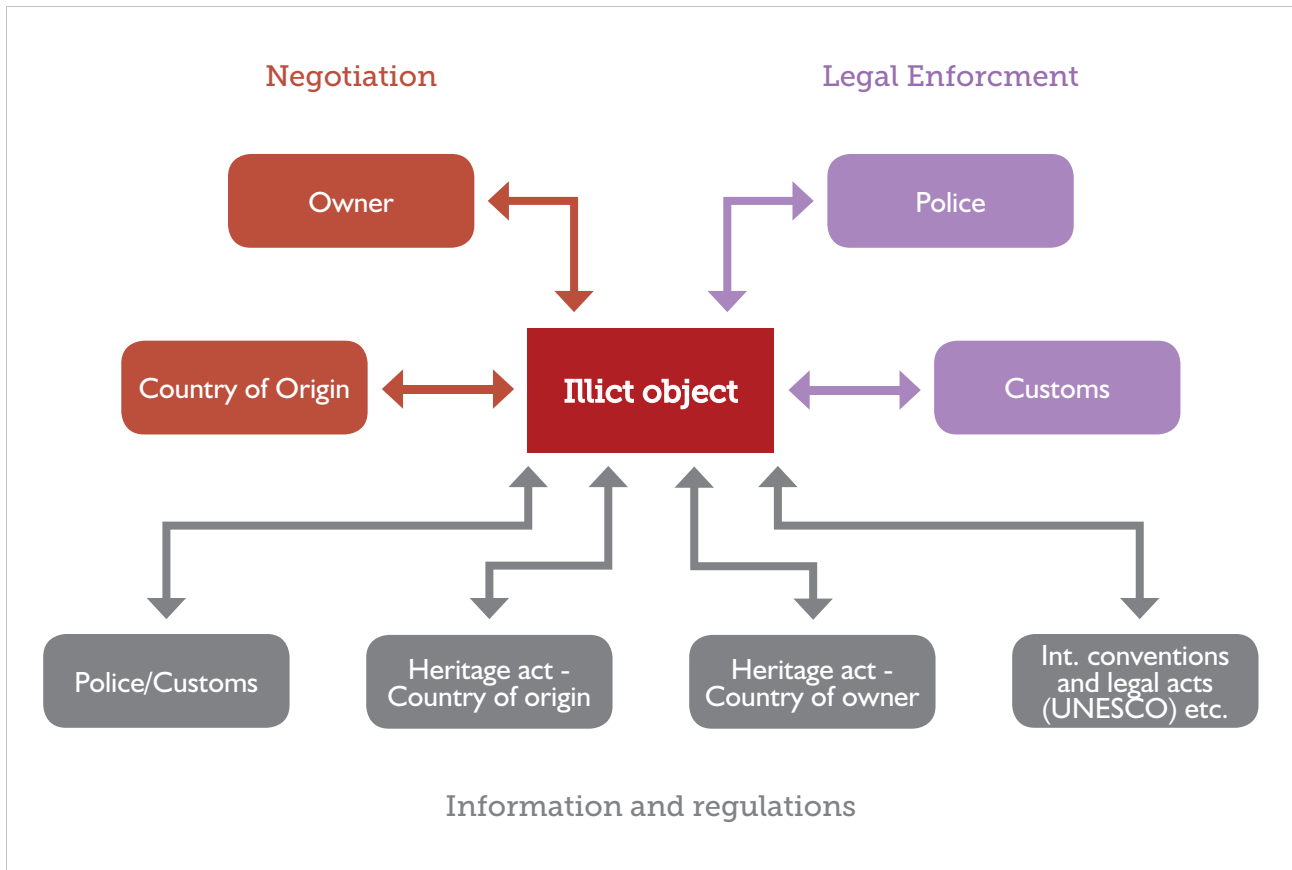 Negotiation
Legal Enforcment
Owner
Police
Country of Origin
Illict object
Customs
Police/Customs
Heritage act -
Country of origin
Heritage act -
Country of owner
Int. conventions
and legal acts
(UNESCO) etc.
Information and regulations